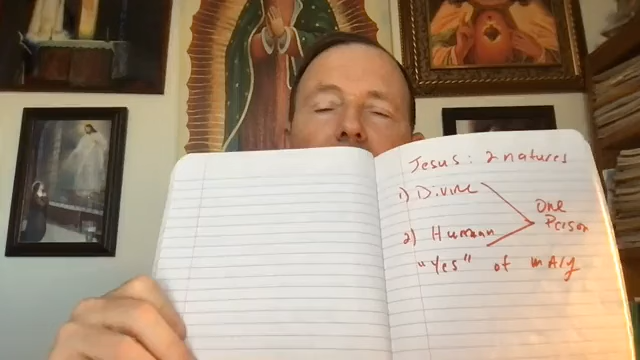 Jesus: 2 natures
1) Divine
One
Person
2) Human
"Yes" of mAry